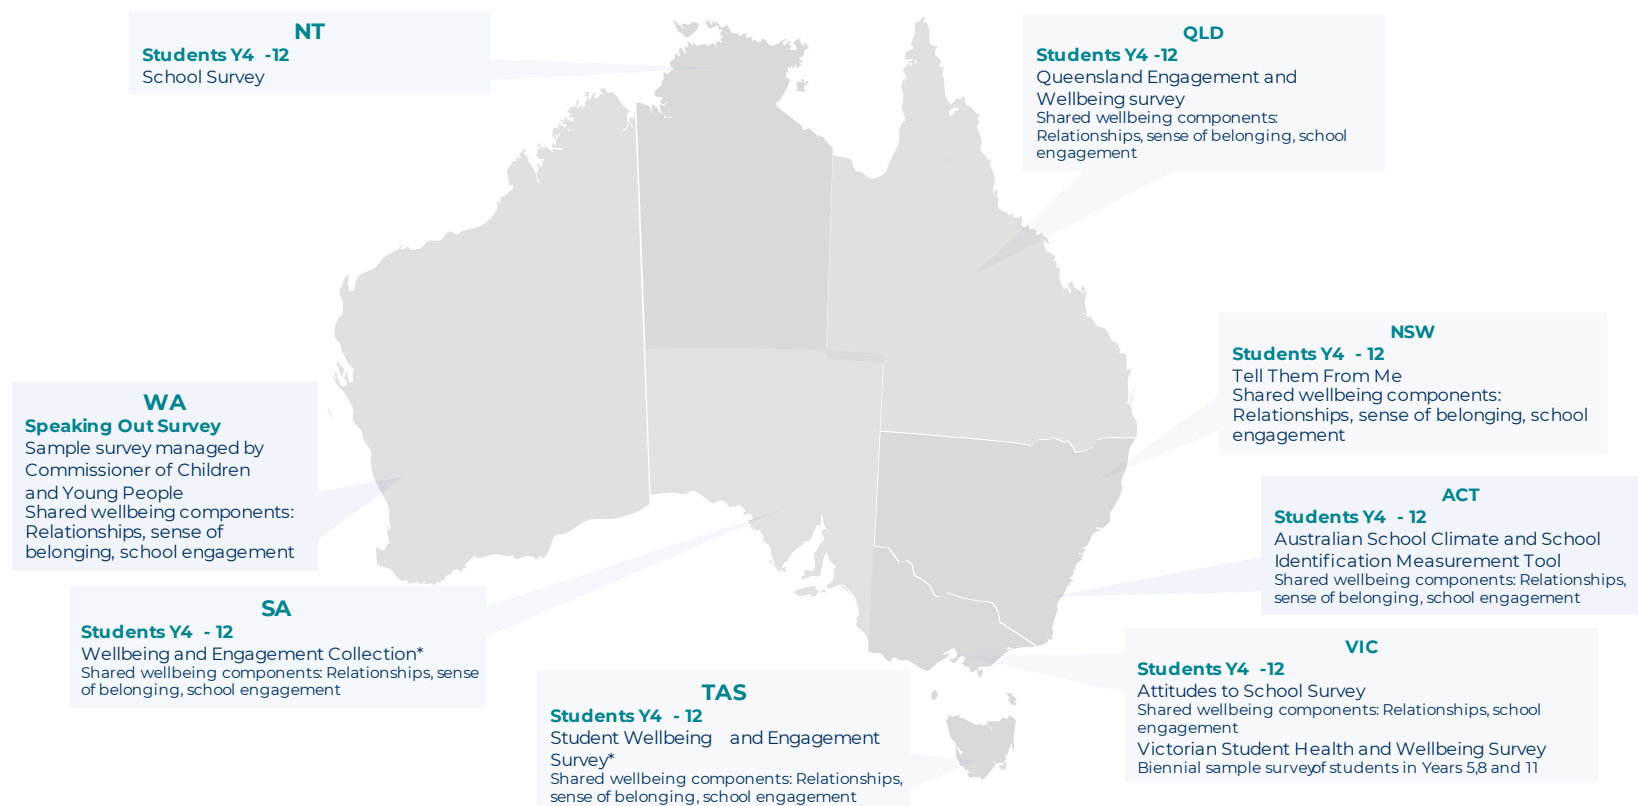 NT
Students Y4 -12
School Survey
QLD
Students Y4 -12
Queensland Engagement and
Wellbeing survey
Shared wellbeing components:
Relationships, sense of belonging, school
engagement
NSW
Students Y4 - 12
Tell Them From Me
Shared wellbeing components:
Relationships, sense of belonging, school
engagement
WA
Speaking Out Survey
Sample survey managed by
Commissioner of Children
and Young People
Shared wellbeing components:
Relationships, sense of
belonging, school engagement
ACT
Students Y4 - 12
Australian School Climate and School
Identification Measurement Tool
Shared wellbeing components: Relationships,
sense of belonging, school engagement
SA
Students Y4 - 12
Wellbeing and Engagement Collection*
Shared wellbeing components: Relationships, sense
of belonging, school engagement
VIC
Students Y4 -12
Attitudes to School Survey
Shared wellbeing components: Relationships, school
engagement
Victorian Student Health and Wellbeing Survey
Biennial sample surveyof students in Years 5,8 and 11
TAS
Students Y4 - 12
Student Wellbeing and Engagement
Survey*
Shared wellbeing components: Relationships,
sense of belonging, school engagement